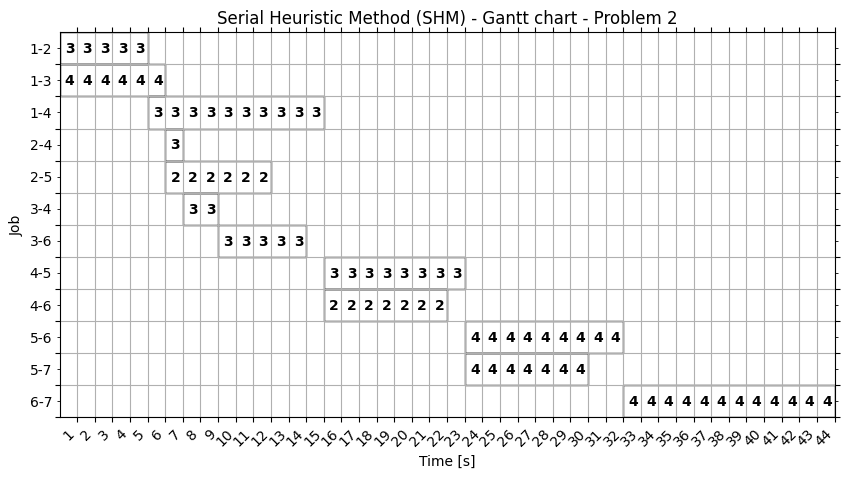 Serial Heuristic Method (SHM) - Gantt chart - Problem 2
1-2 3 3 3 3 3
1-3 4 4 4 4 4 4
1-4 3 3 3 3 3 3 3 3 3 3
2-4 3
2-5 2 2 2 2 2 2
3-4 3 3
3-6 3 3 3 3 3
4-5 3 3 3 3 3 3 3 3
4-6 2 2 2 2 2 2 2
5-6 4 4 4 4 4 4 4 4 4
5-7 4 4 4 4 4 4 4
6-7 4 4 4 4 4 4 4 4 4 4 4 4
Job
1 2 3 4 5 6 7 8 9 10 11 12 13 14 15 16 17 18 19 20 21 22 23 24 25 26 27 28 29 30 31 32 33 34 35 36 37 38 39 40 41 42 43 44
Time [s]